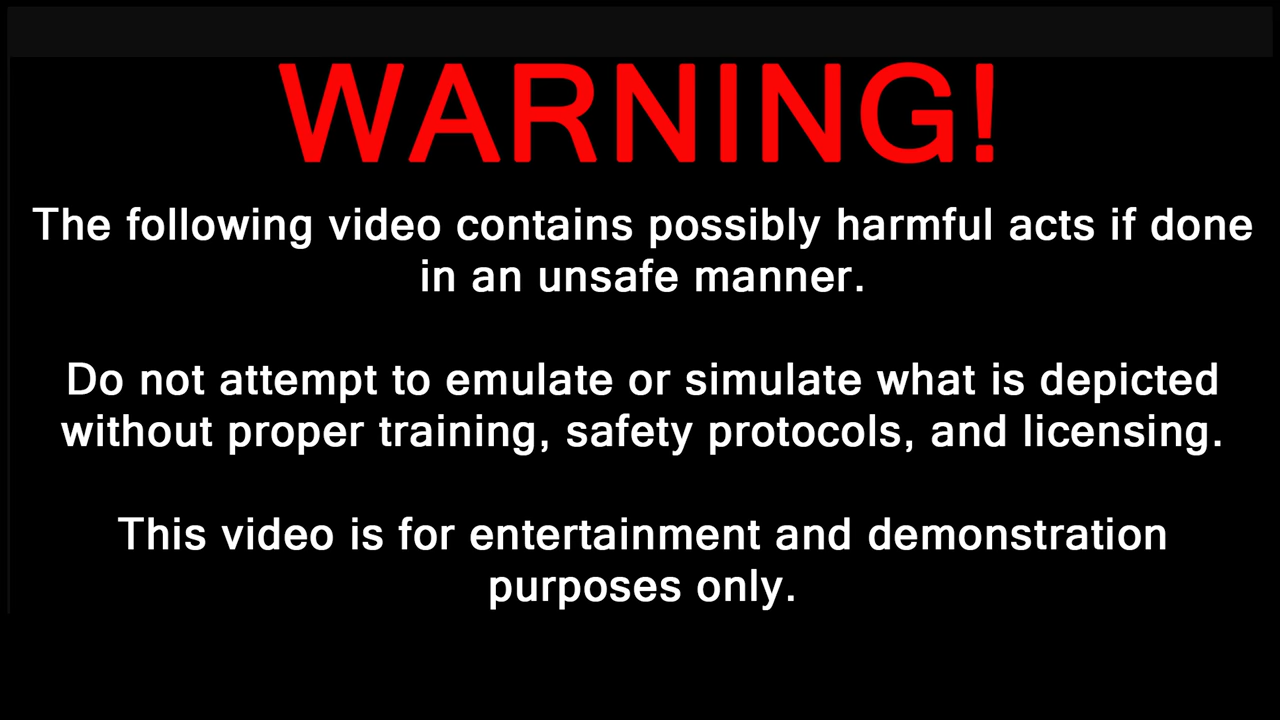 WARNING!
The following video contains possibly harmful acts if done
in an unsafe manner.
Do not attempt to emulate or simulate what is depicted
without proper training, safety protocols, and licensing.
This video is for entertainment and demonstration
purposes only.